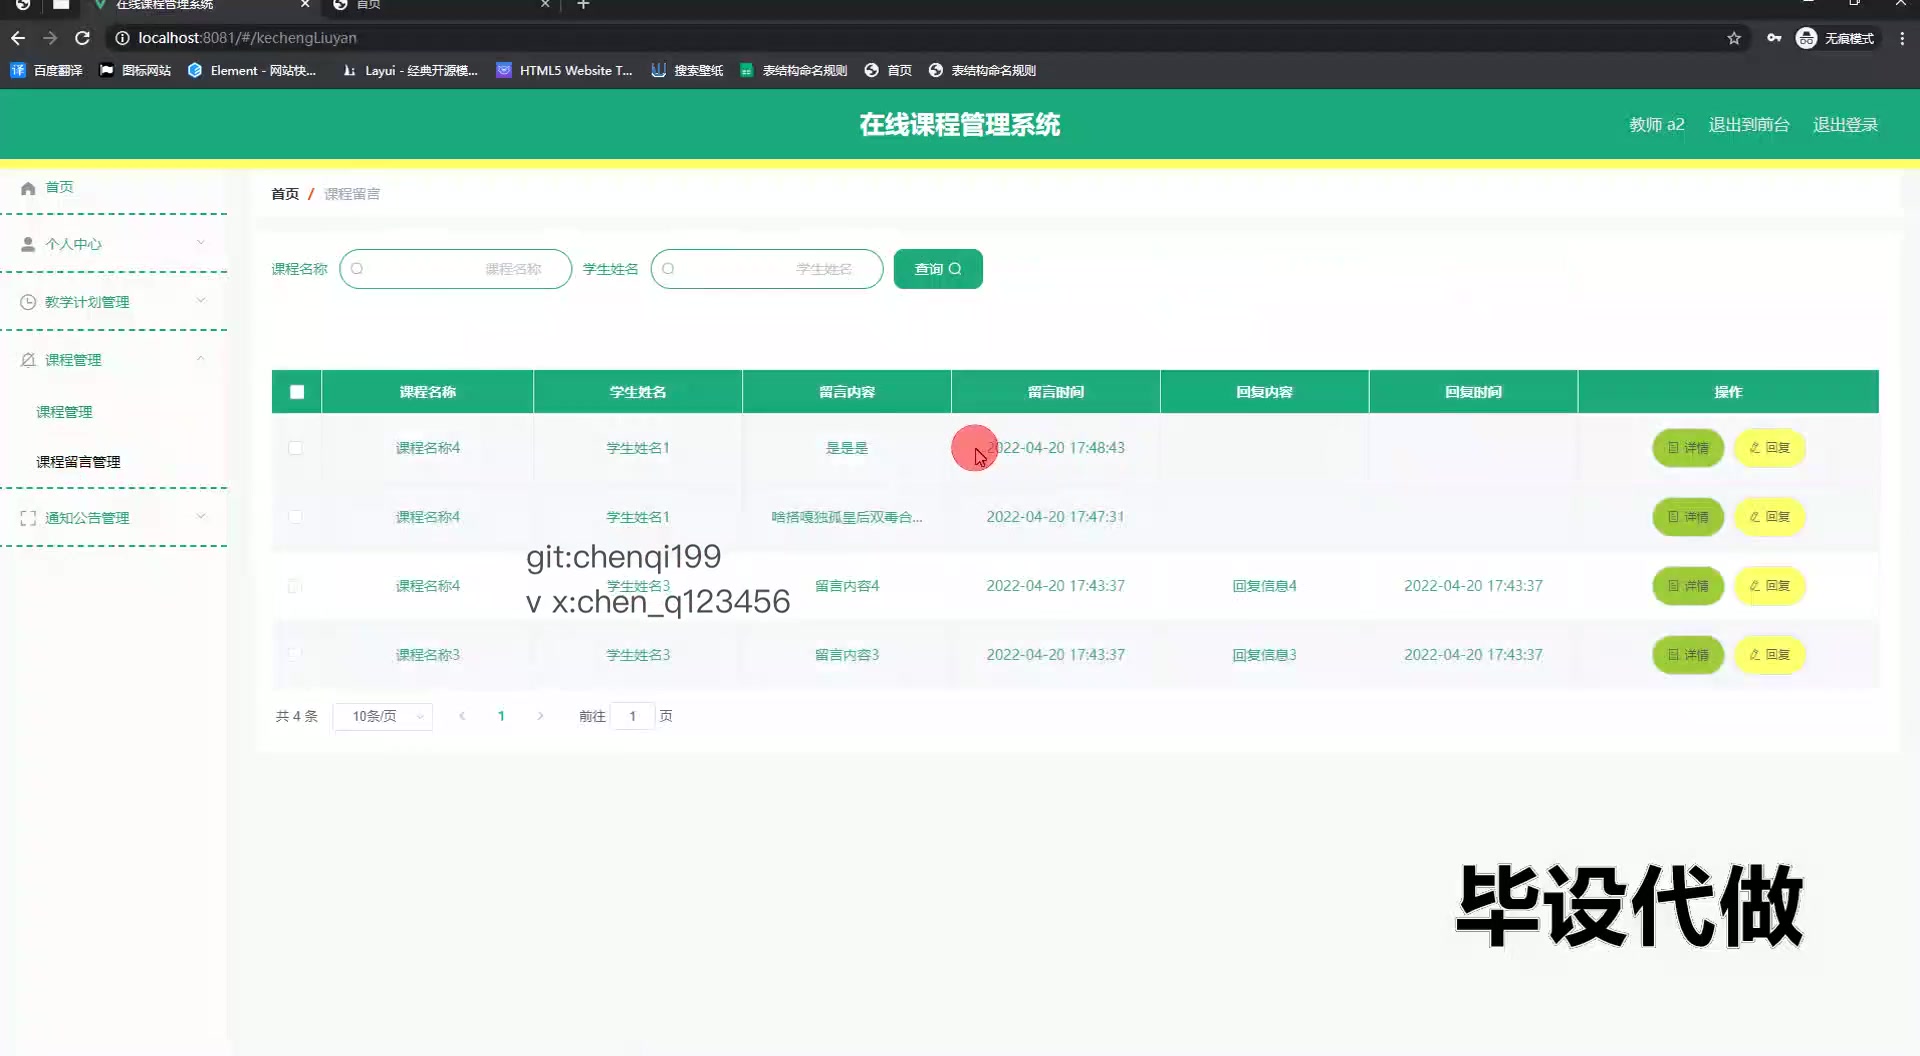 在线课程管理系统
首页
localhost:8081/#/kechengLiuyan
无痕模式
百度翻译
图标网站
Element - 网站快...
Layui - 经典开源模...
HTML5 Website T...
搜索壁纸
表结构命名规则
首页
表结构命名规则
在线课程管理系统
教师 a2
退出到前台
退出登录
首页
个人中心
教学计划管理
课程管理
课程管理
课程留言管理
通知公告管理
首页 / 课程留言
课程名称 课程名称 学生姓名 学生姓名 查询
课程名称 学生姓名 留言内容 留言时间 回复内容 回复时间 操作
课程名称4 学生姓名1 是是是 2022-04-20 17:48:43 详情 回复
课程名称4 学生姓名1 啥搭嘎独孤皇后双毒合... 2022-04-20 17:47:31 详情 回复
git:chenqi199
课程名称4 学生姓名3 留言内容4 2022-04-20 17:43:37 回复信息4 2022-04-20 17:43:37 详情 回复
v x:chen_q123456
课程名称3 学生姓名3 留言内容3 2022-04-20 17:43:37 回复信息3 2022-04-20 17:43:37 详情 回复
共 4 条 10条/页 1 前往 1 页
毕设代做